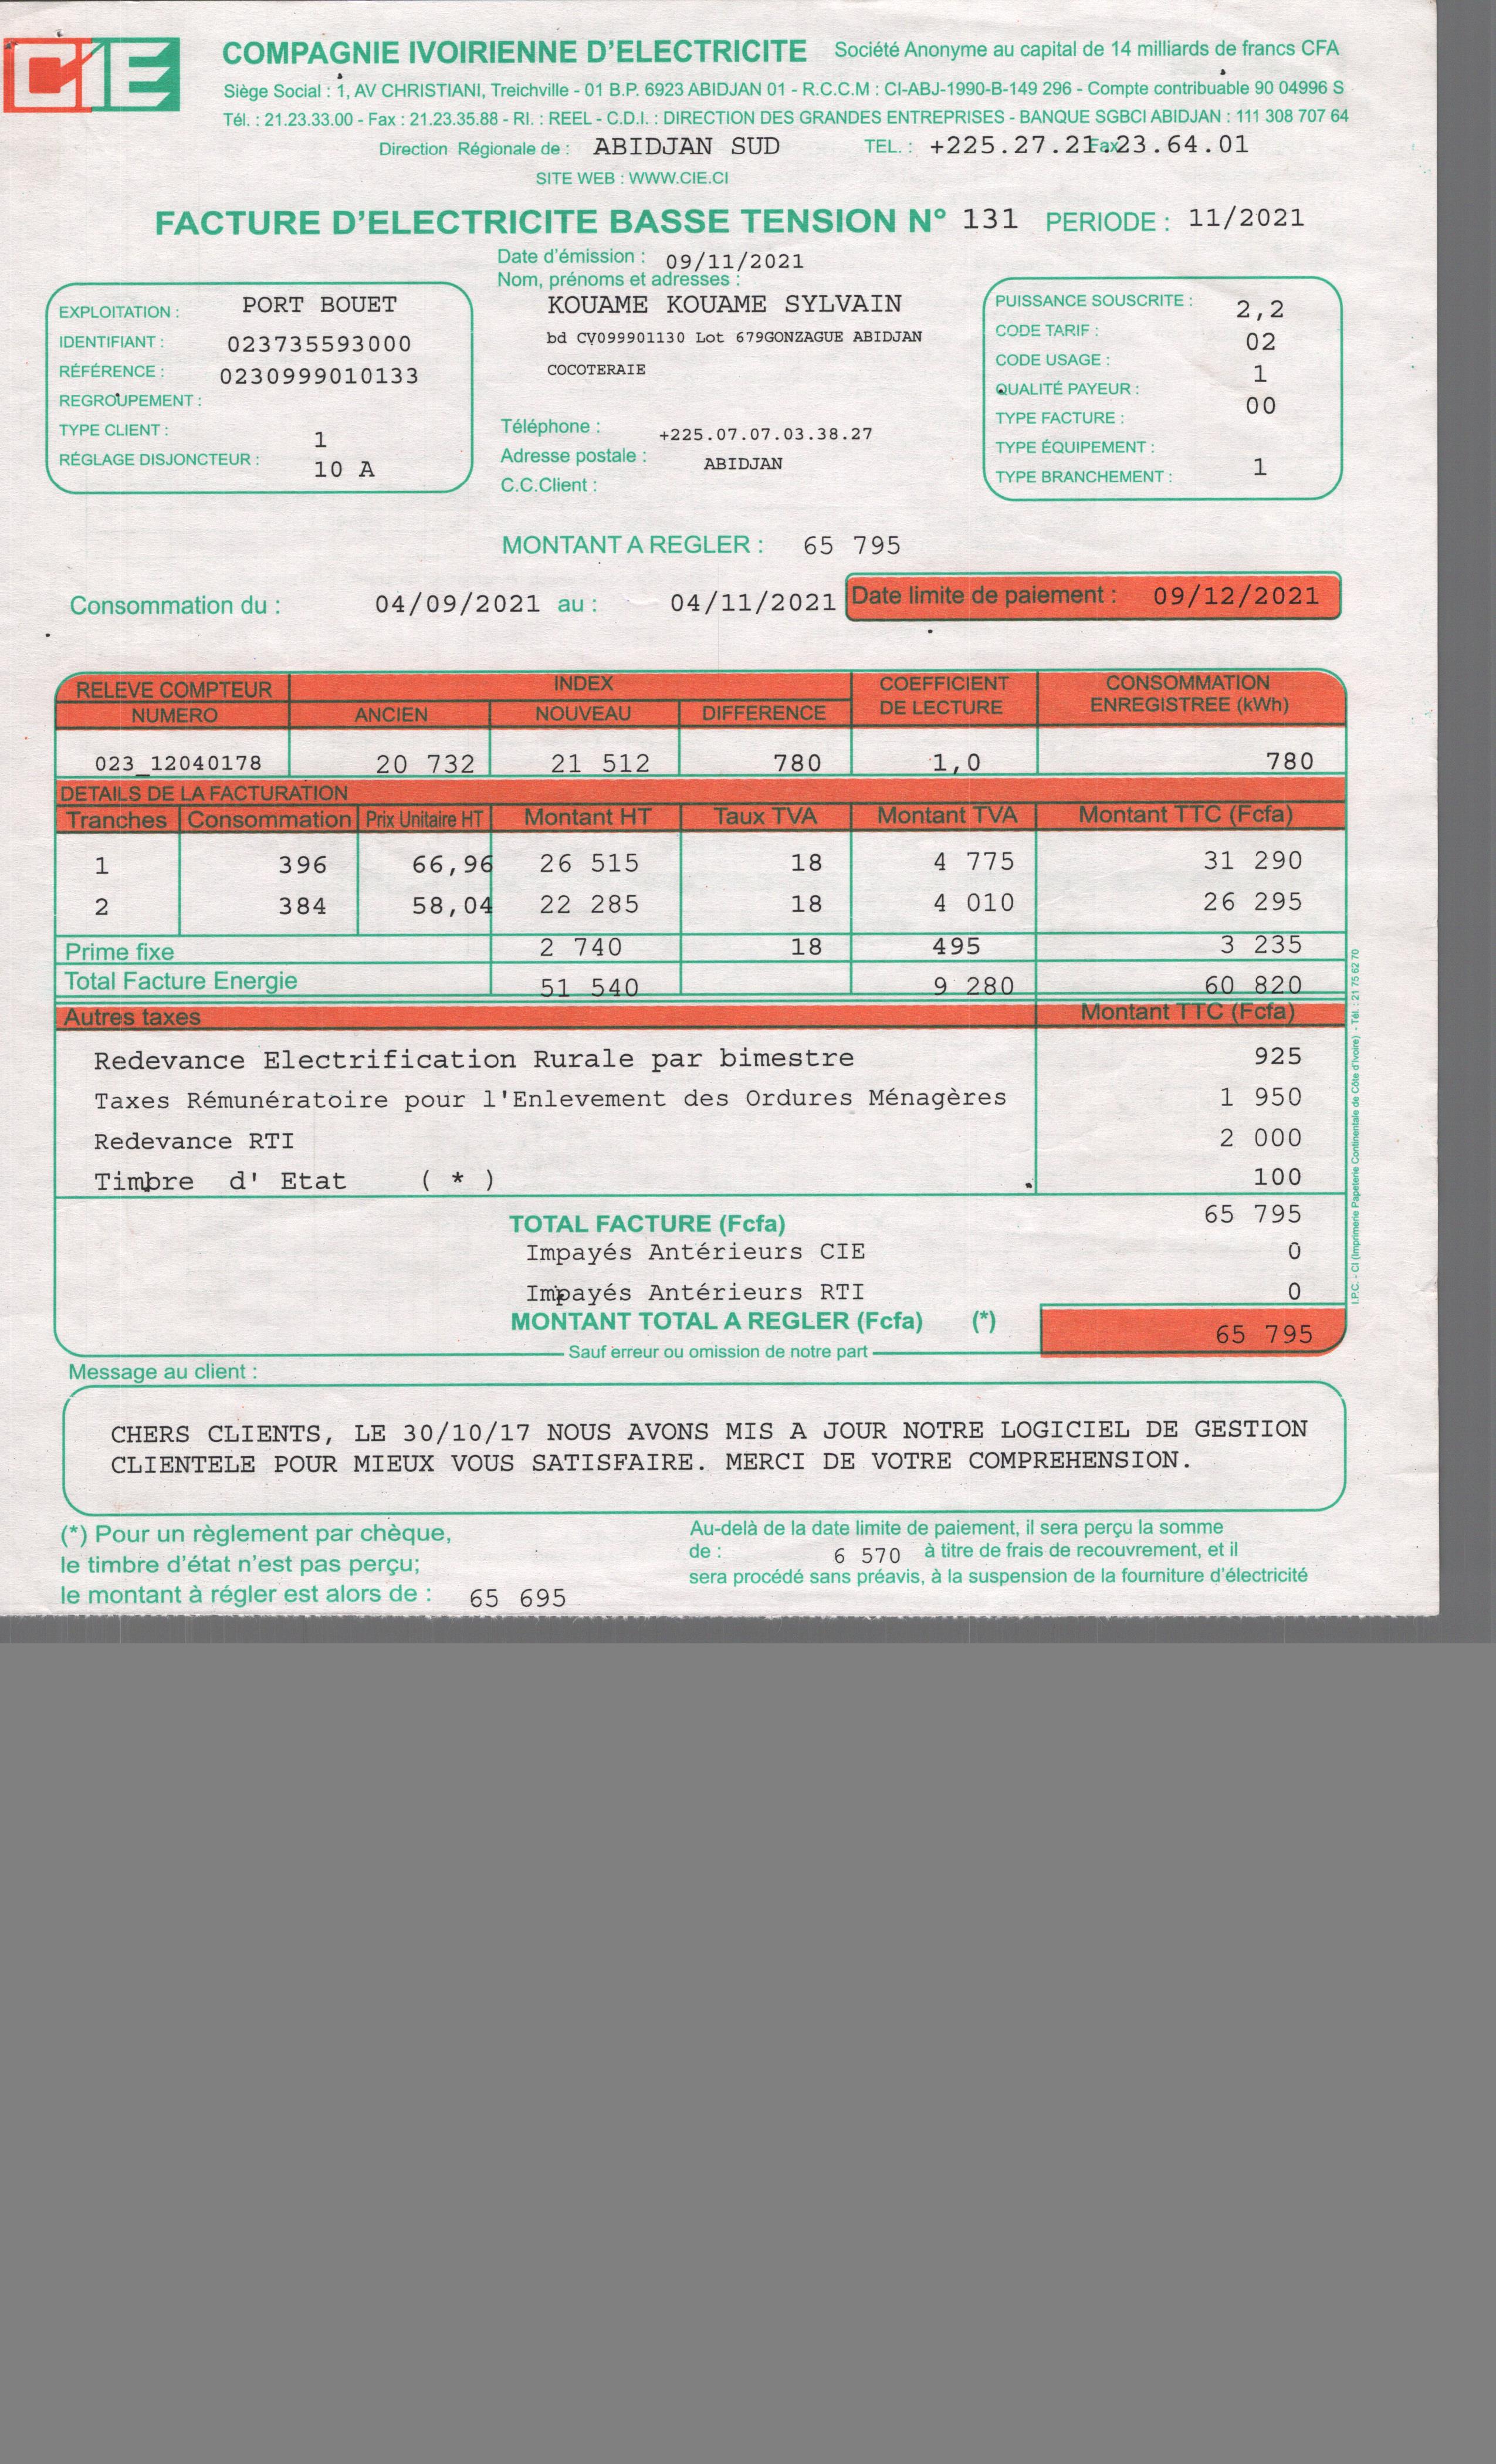 CIE
COMPAGNIE IVOIRIENNE D'ELECTRICITE Société Anonyme au capital de 14 milliards de francs CFA
Siège Social : 1, AV CHRISTIANI, Treichville - 01 B.P. 6923 ABIDJAN 01 - R.C.C.M : CI-ABJ-1990-B-149 296 - Compte contribuable 90 04996 S
Tél. : 21.23.33.00 - Fax : 21.23.35.88 - RI. : REEL - C.D.I. : DIRECTION DES GRANDES ENTREPRISES - BANQUE SGBCI ABIDJAN : 111 308 707 64
Direction Régionale de : ABIDJAN SUD TEL. : +225.27.21.23.64.01 Fax
SITE WEB : WWW.CIE.CI
FACTURE D'ELECTRICITE BASSE TENSION N° 131 PERIODE : 11/2021
Date d'émission : 09/11/2021
Nom, prénoms et adresses :
KOUAME KOUAME SYLVAIN
bd CV099901130 Lot 679GONZAGUE ABIDJAN
COCOTERAIE
Téléphone : +225.07.07.03.38.27
Adresse postale : ABIDJAN
C.C.Client :
EXPLOITATION : PORT BOUET
IDENTIFIANT : 023735593000
RÉFÉRENCE : 0230999010133
REGROUPEMENT :
TYPE CLIENT : 1
RÉGLAGE DISJONCTEUR : 10 A
PUISSANCE SOUSCRITE : 2,2
CODE TARIF : 02
CODE USAGE : 1
QUALITÉ PAYEUR : 00
TYPE FACTURE :
TYPE ÉQUIPEMENT :
TYPE BRANCHEMENT : 1
MONTANT A REGLER : 65 795
Consommation du : 04/09/2021 au : 04/11/2021 Date limite de paiement : 09/12/2021
RELEVE COMPTEUR INDEX COEFFICIENT DE LECTURE CONSOMMATION ENREGISTREE (kWh)
NUMERO ANCIEN NOUVEAU DIFFERENCE
023_12040178 20 732 21 512 780 1,0 780
DETAILS DE LA FACTURATION
Tranches Consommation Prix Unitaire HT Montant HT Taux TVA Montant TVA Montant TTC (Fcfa)
1 396 66,96 26 515 18 4 775 31 290
2 384 58,04 22 285 18 4 010 26 295
Prime fixe 2 740 18 495 3 235
Total Facture Energie 51 540 9 280 60 820
Autres taxes Montant TTC (Fcfa)
Redevance Electrification Rurale par bimestre 925
Taxes Rémunératoire pour l'Enlevement des Ordures Ménagères 1 950
Redevance RTI 2 000
Timbre d' Etat ( * ) 100
TOTAL FACTURE (Fcfa) 65 795
Impayés Antérieurs CIE 0
Impayés Antérieurs RTI 0
MONTANT TOTAL A REGLER (Fcfa) (*) 65 795
Sauf erreur ou omission de notre part
I.P.C. - CI (Imprimerie Papeterie Continentale de Côte d'Ivoire) - Tél. : 21 75 62 70
Message au client :
CHERS CLIENTS, LE 30/10/17 NOUS AVONS MIS A JOUR NOTRE LOGICIEL DE GESTION
CLIENTELE POUR MIEUX VOUS SATISFAIRE. MERCI DE VOTRE COMPREHENSION.
(*) Pour un règlement par chèque,
le timbre d'état n'est pas perçu;
le montant à régler est alors de : 65 695
Au-delà de la date limite de paiement, il sera perçu la somme
de : 6 570 à titre de frais de recouvrement, et il
sera procédé sans préavis, à la suspension de la fourniture d'électricité